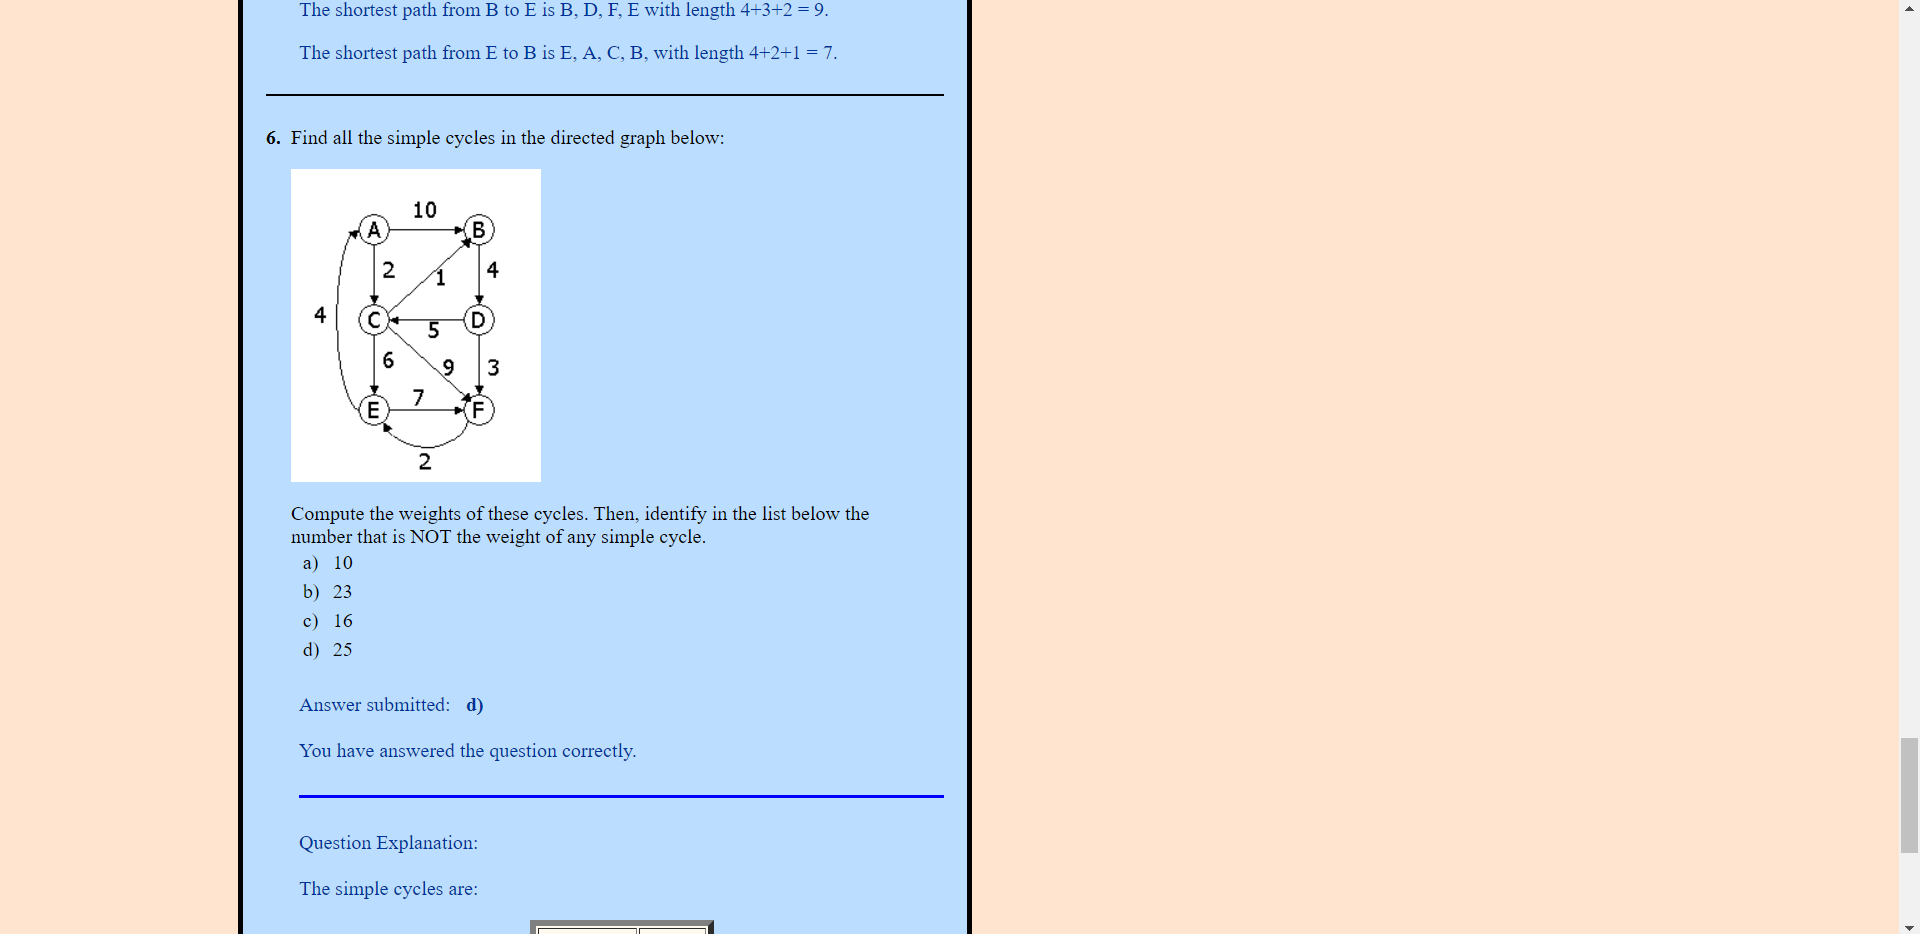 The shortest path from B to E is B, D, F, E with length 4+3+2 = 9.
The shortest path from E to B is E, A, C, B, with length 4+2+1 = 7.
6. Find all the simple cycles in the directed graph below:
10
A
B
2
1
4
4
C
5
D
6
9
3
7
E
F
2
Compute the weights of these cycles. Then, identify in the list below the
number that is NOT the weight of any simple cycle.
a) 10
b) 23
c) 16
d) 25
Answer submitted: d)
You have answered the question correctly.
Question Explanation:
The simple cycles are: